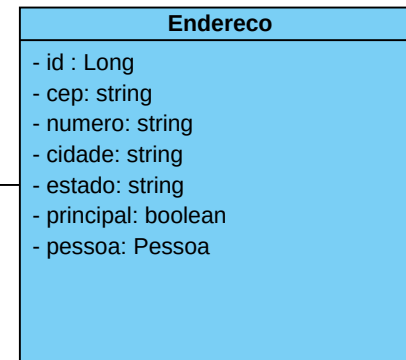 Endereco
- id : Long
- cep: string
- numero: string
- cidade: string
- estado: string
- principal: boolean
- pessoa: Pessoa